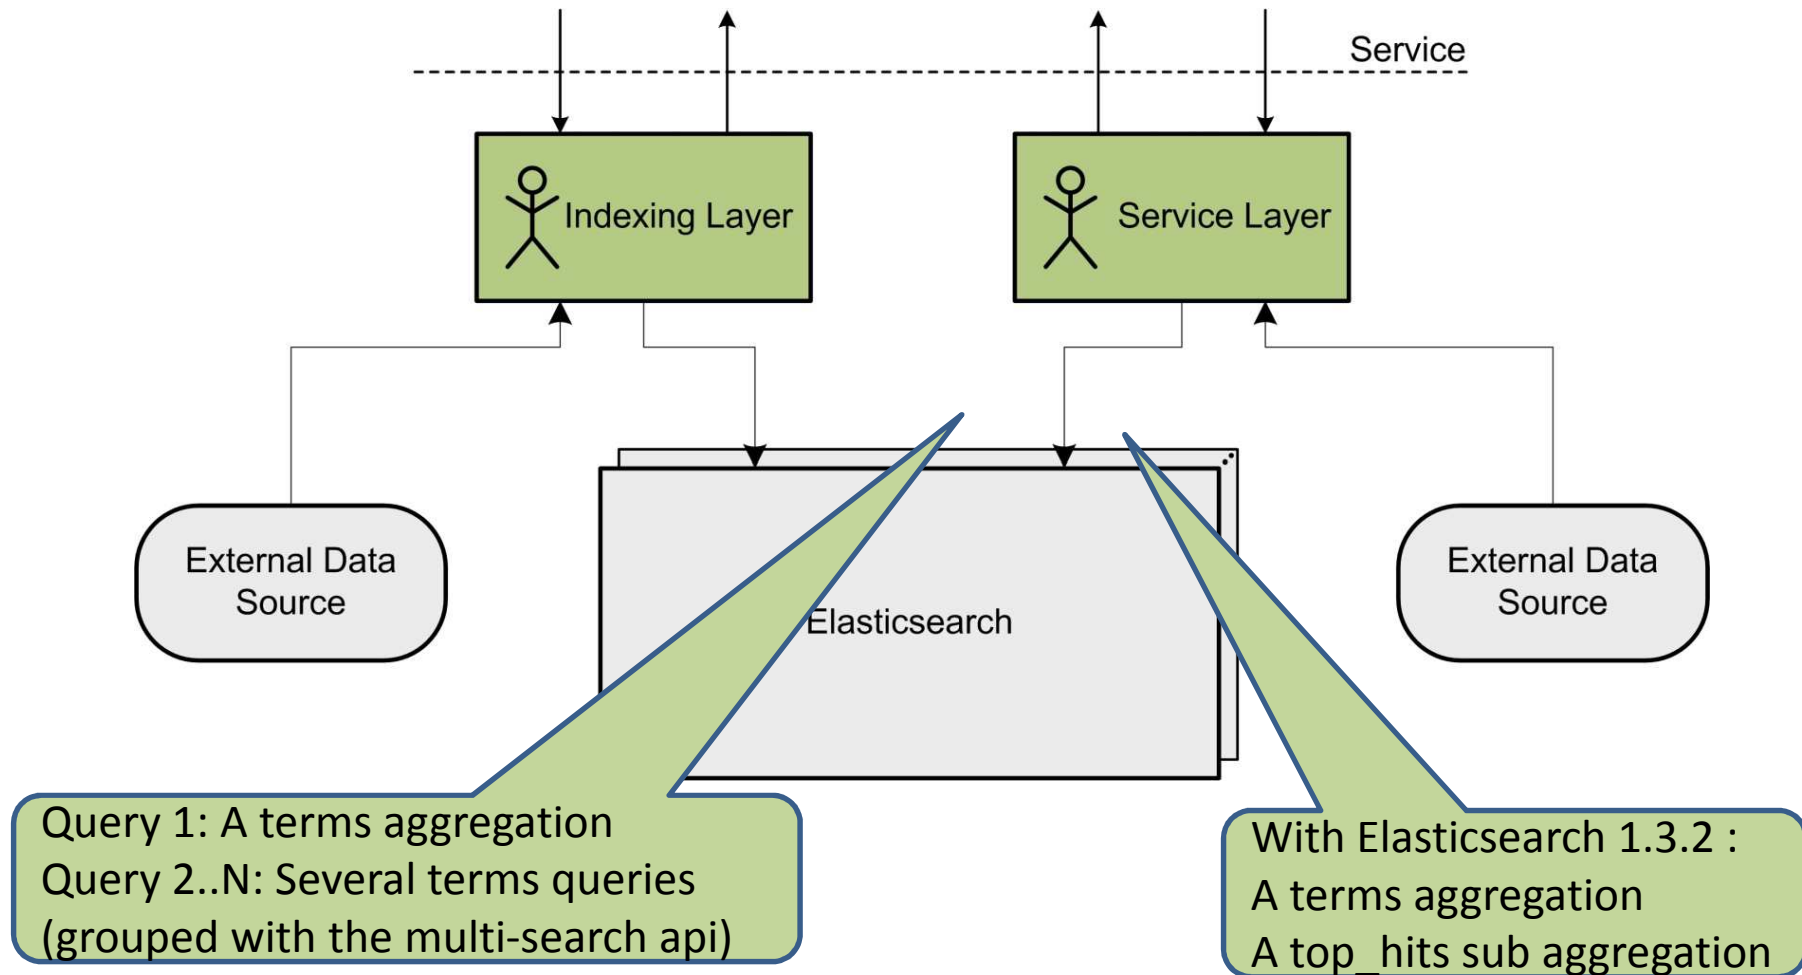 Service
Indexing Layer
Service Layer
External Data
Source
Elasticsearch
External Data
Source
Query 1: A terms aggregation
Query 2..N: Several terms queries
(grouped with the multi-search api)
With Elasticsearch 1.3.2 :
A terms aggregation
A top_hits sub aggregation